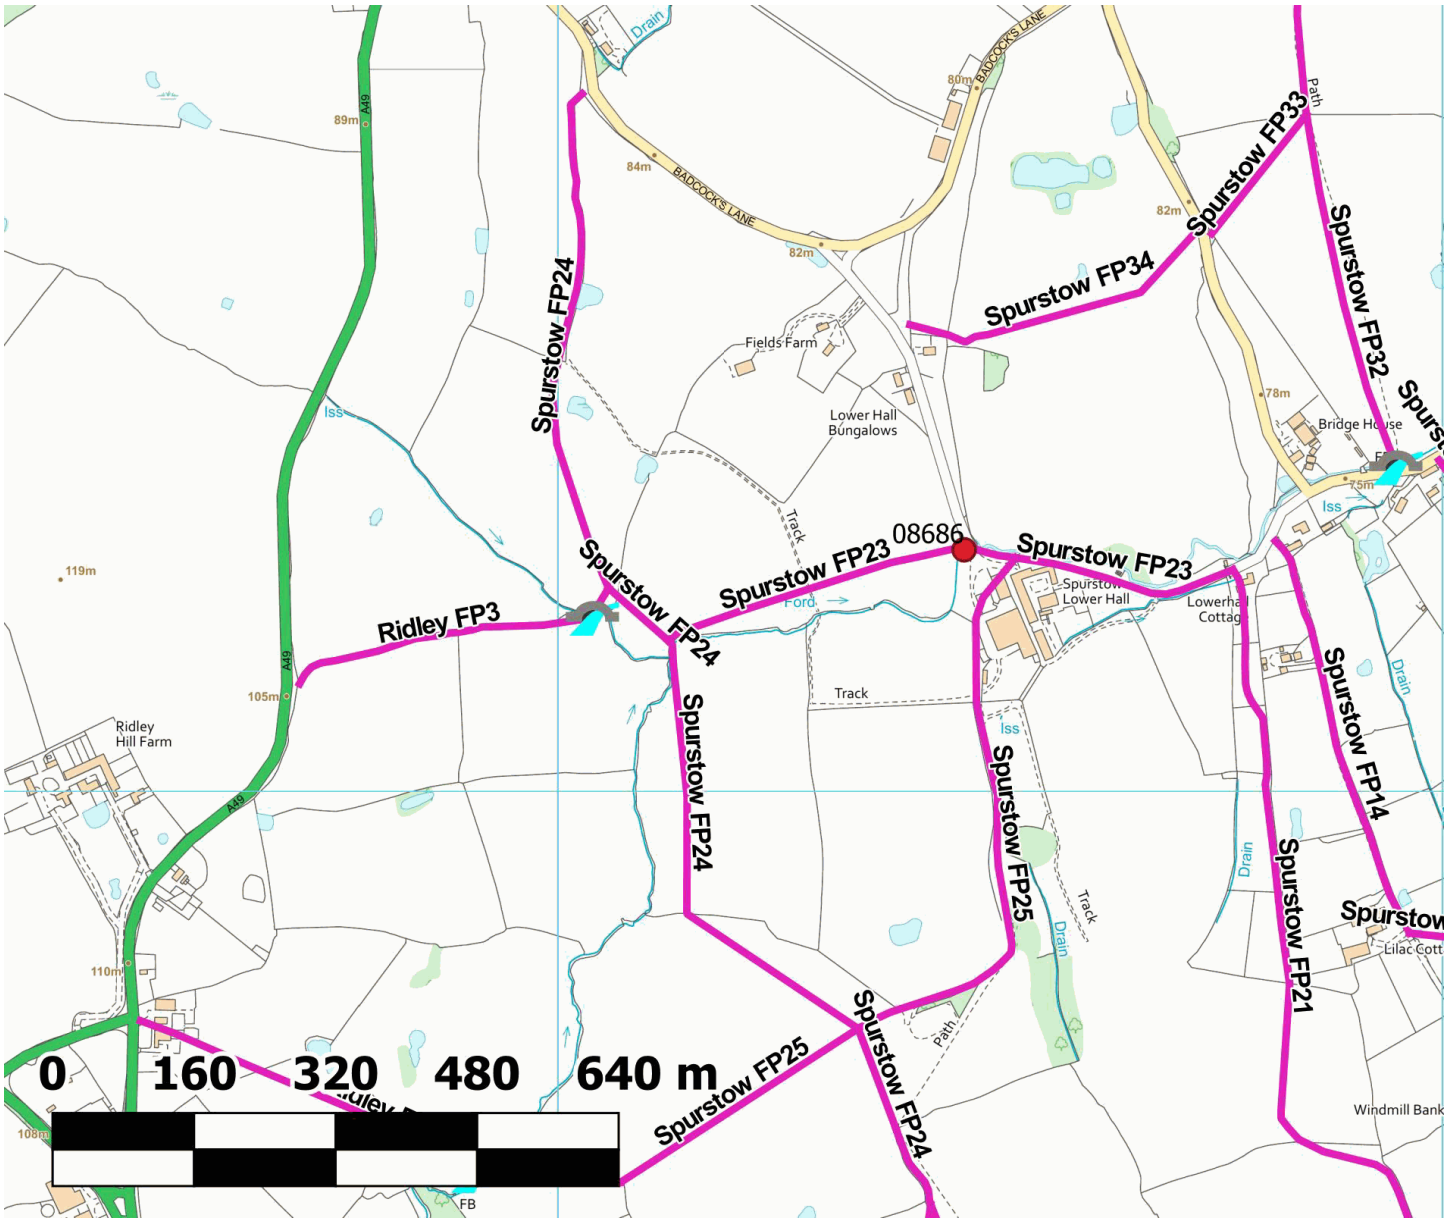 Drain
BADCOCK'S LANE
A49
89m
80m
Path
Spurstow FP33
84m
BADCOCK'S LANE
82m
82m
Spurstow FP24
Spurstow FP34
Spurstow FP32
Fields Farm
Iss
Lower Hall
Bungalows
78m
Bridge House
75m
Iss
Track
08686
119m
Spurstow FP24
Spurstow FP23
Spurstow FP23
Spurstow
Lower Hall
Ford
Lowerhall
Cottage
Ridley FP3
A49
105m
Track
Drain
Spurstow FP14
Spurstow FP24
Ridley
Hill Farm
Iss
Spurstow FP25
A49
Drain
Spurstow FP21
Track
Drain
Spurstow
Lilac Cott
110m
Path
Spurstow FP24
Spurstow FP25
0 160 320 480 640 m
Windmill Bank
108m
FB